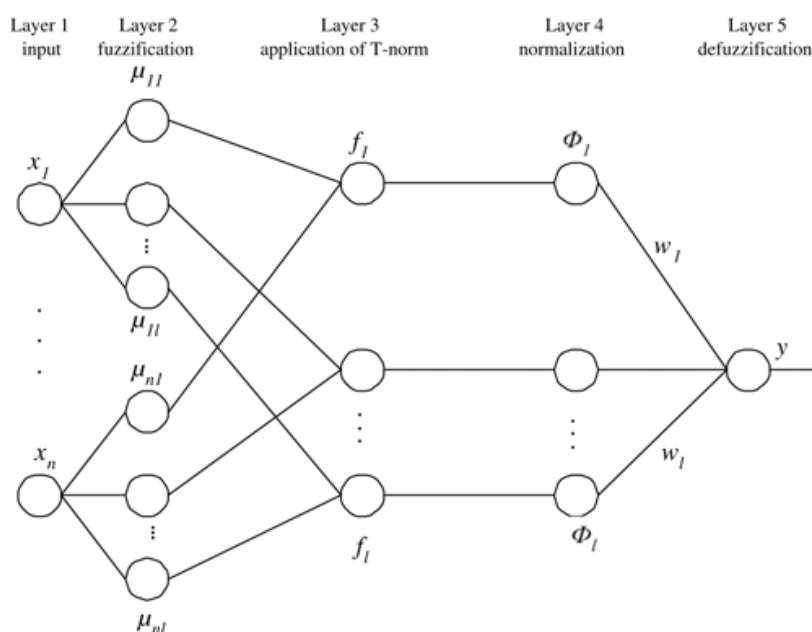 Layer 1 Layer 2 Layer 3 Layer 4 Layer 5
input fuzzification application of T-norm normalization defuzzification
μ11
f1 Φ1
x1
w1
μ1l
μn1
y
xn
wl
fl Φl
μnl